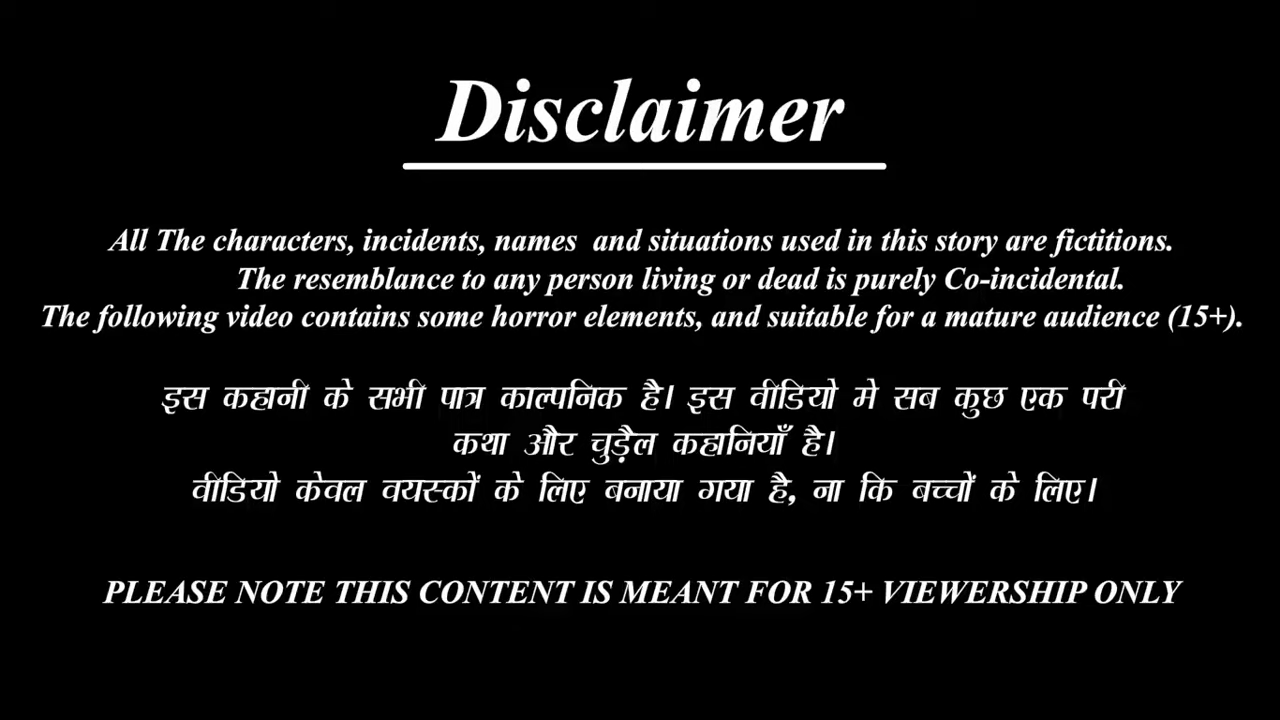 Disclaimer
All The characters, incidents, names and situations used in this story are fictitions.
The resemblance to any person living or dead is purely Co-incidental.
The following video contains some horror elements, and suitable for a mature audience (15+).
इस कहानी के सभी पात्र काल्पनिक है। इस वीडियो मे सब कुछ एक परी
कथा और चुड़ैल कहानियाँ है।
वीडियो केवल वयस्कों के लिए बनाया गया है, ना कि बच्चों के लिए।
PLEASE NOTE THIS CONTENT IS MEANT FOR 15+ VIEWERSHIP ONLY